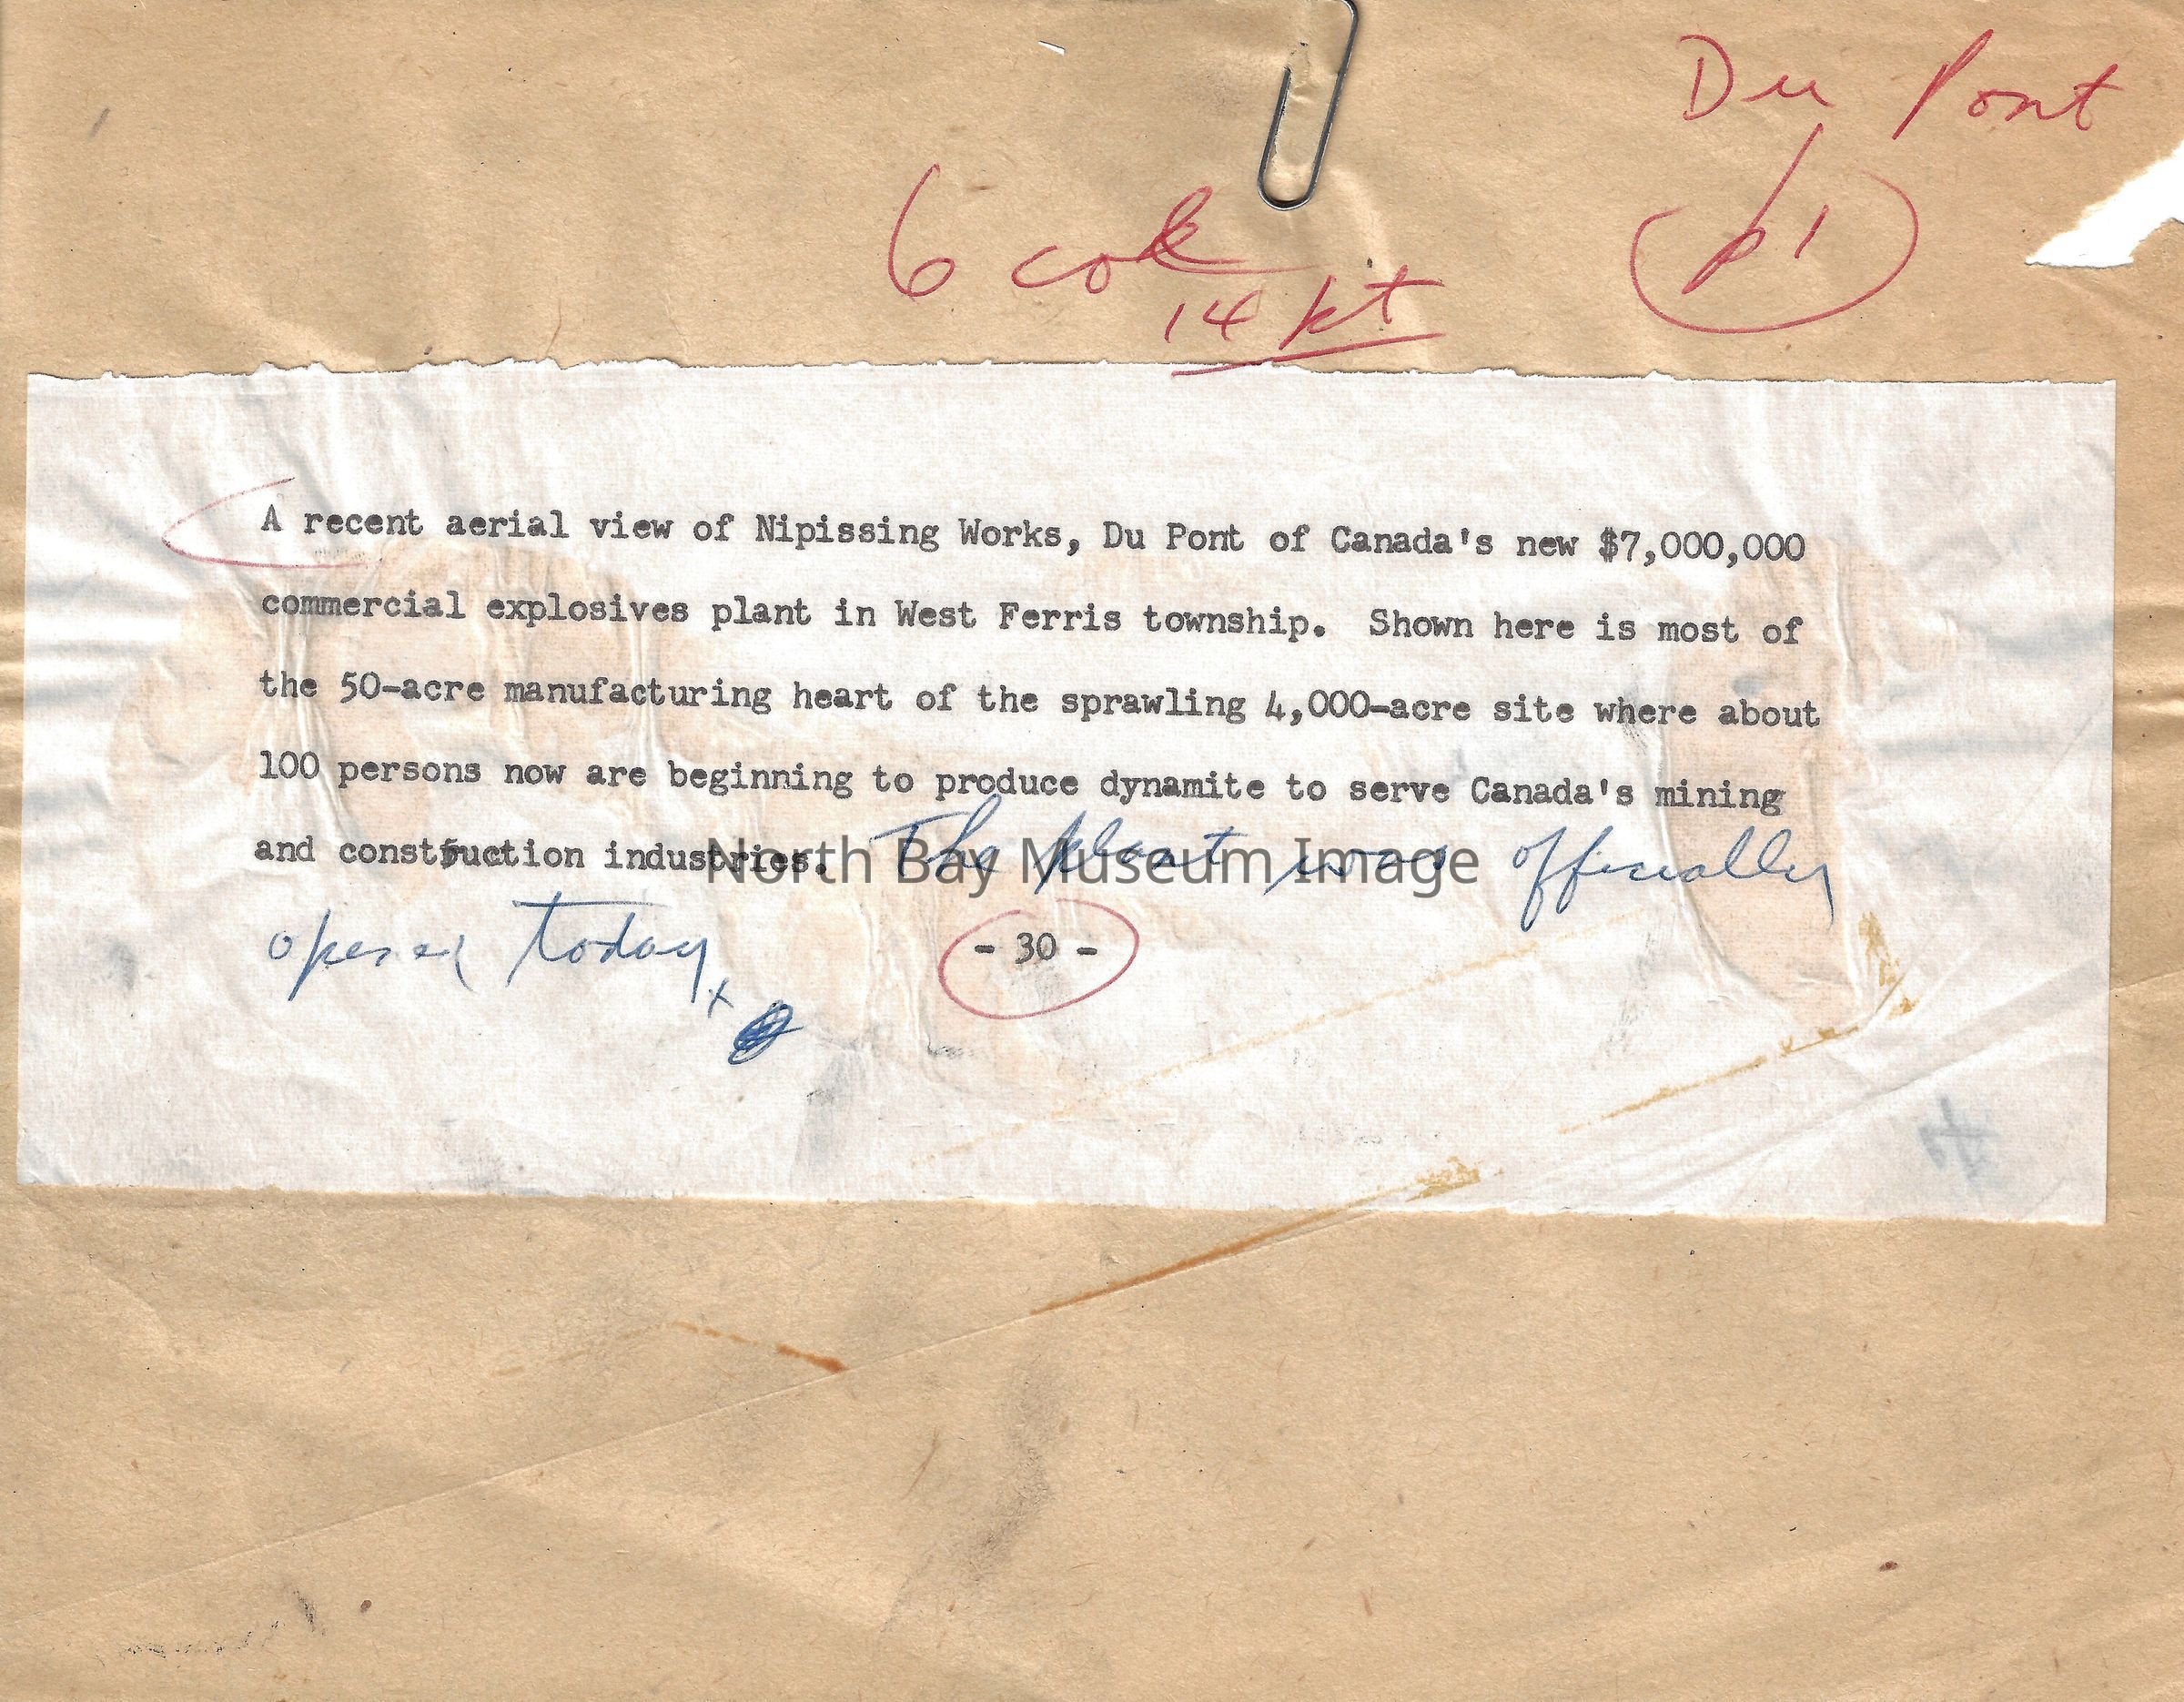 Du Pont
p1
6 col
14 pt
A recent aerial view of Nipissing Works, Du Pont of Canada's new $7,000,000
commercial explosives plant in West Ferris township.  Shown here is most of
the 50-acre manufacturing heart of the sprawling 4,000-acre site where about
100 persons now are beginning to produce dynamite to serve Canada's mining
and construction industries. The plant was officially
opened today
- 30 -
North Bay Museum Image